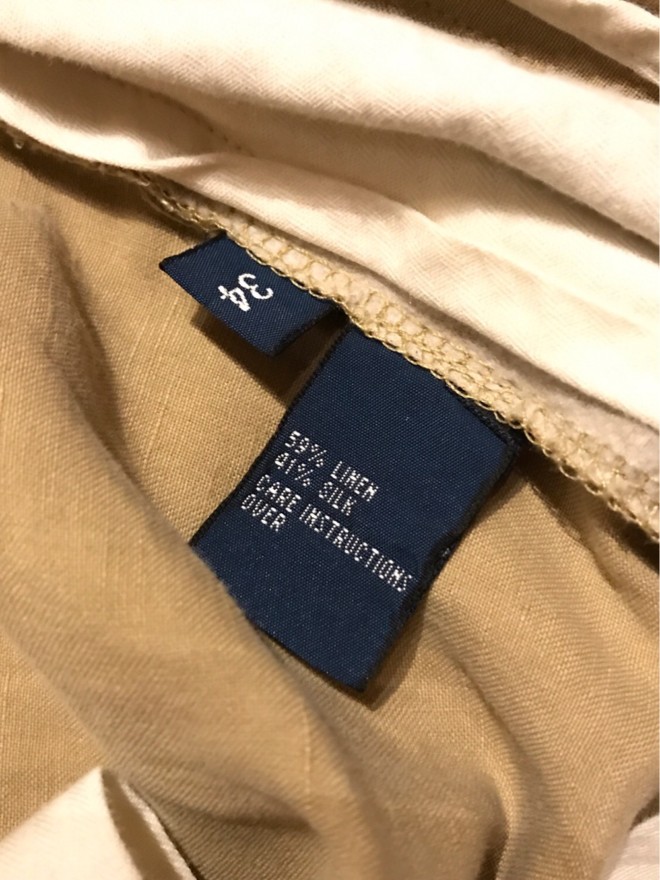 34
59% LINEN
41% SILK
CARE INSTRUCTIONS
OVER